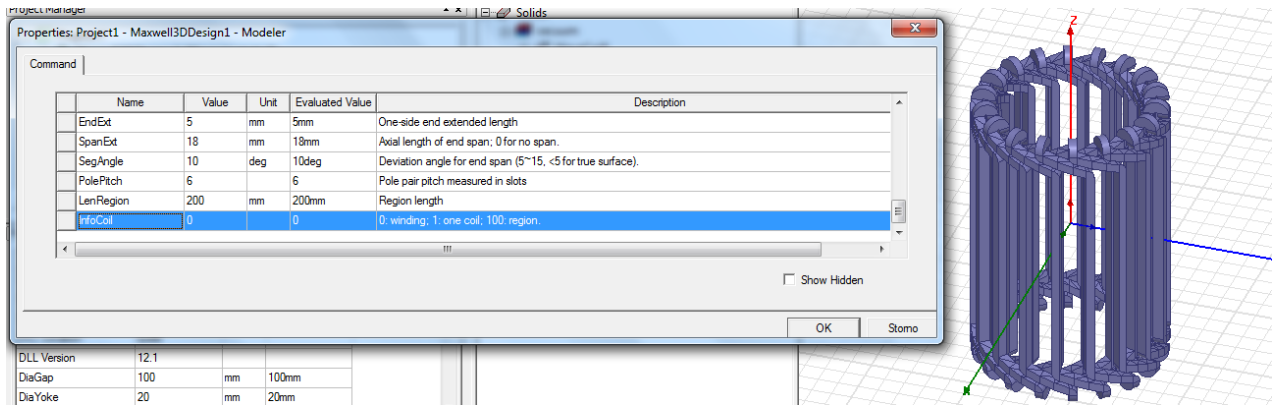 Project Manager
Solids
Properties: Project1 - Maxwell3DDesign1 - Modeler
Command
Name Value Unit Evaluated Value Description
EndExt 5 mm 5mm One-side end extended length
SpanExt 18 mm 18mm Axial length of end span; 0 for no span.
SegAngle 10 deg 10deg Deviation angle for end span (5~15, <5 for true surface).
PolePitch 6 6 Pole pair pitch measured in slots
LenRegion 200 mm 200mm Region length
InfoCoil 0 0 0: winding; 1: one coil; 100: region.
Show Hidden
OK Storno
DLL Version 12.1
DiaGap 100 mm 100mm
DiaYoke 20 mm 20mm
Z